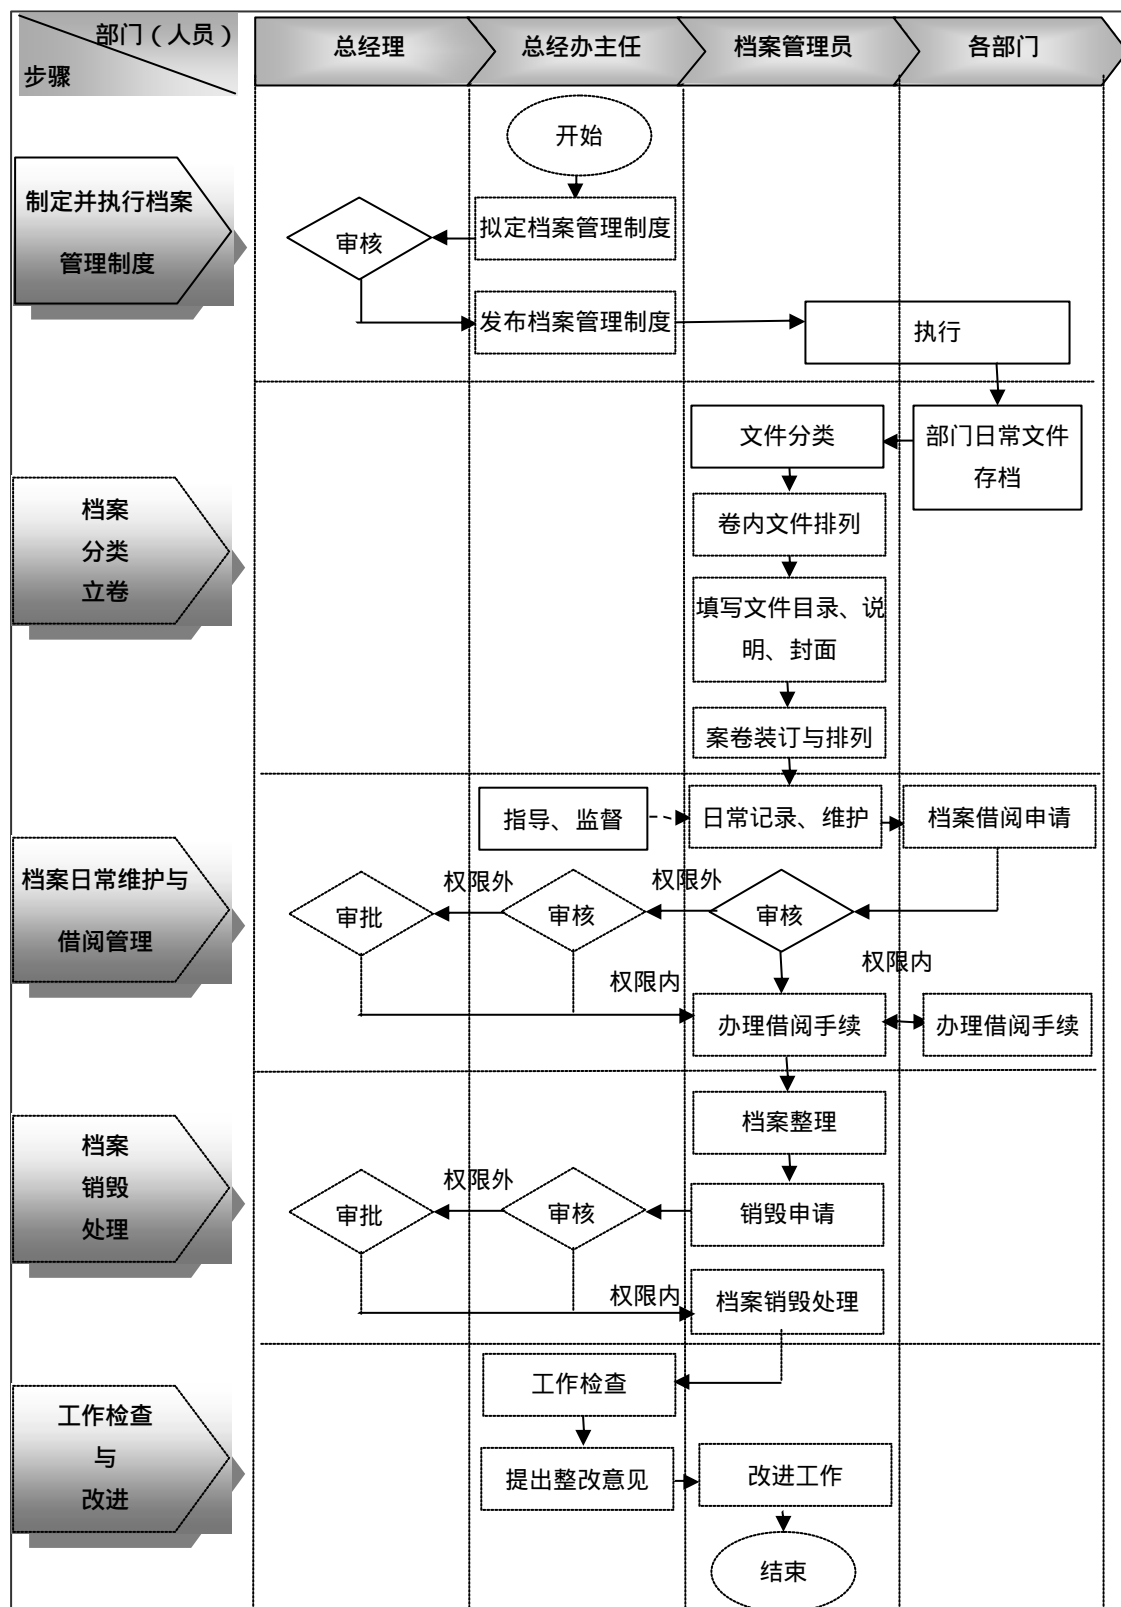 部门（人员）
步骤
总经理
总经办主任
档案管理员
各部门
开始
制定并执行档案
管理制度
拟定档案管理制度
审核
发布档案管理制度
执行
文件分类
部门日常文件
存档
档案
分类
立卷
卷内文件排列
填写文件目录、说
明、封面
案卷装订与排列
指导、监督
日常记录、维护
档案借阅申请
档案日常维护与
借阅管理
权限外
权限外
审批
审核
审核
权限内
权限内
办理借阅手续
办理借阅手续
档案整理
档案
销毁
处理
权限外
审批
审核
销毁申请
权限内
档案销毁处理
工作检查
工作检查
与
改进
提出整改意见
改进工作
结束